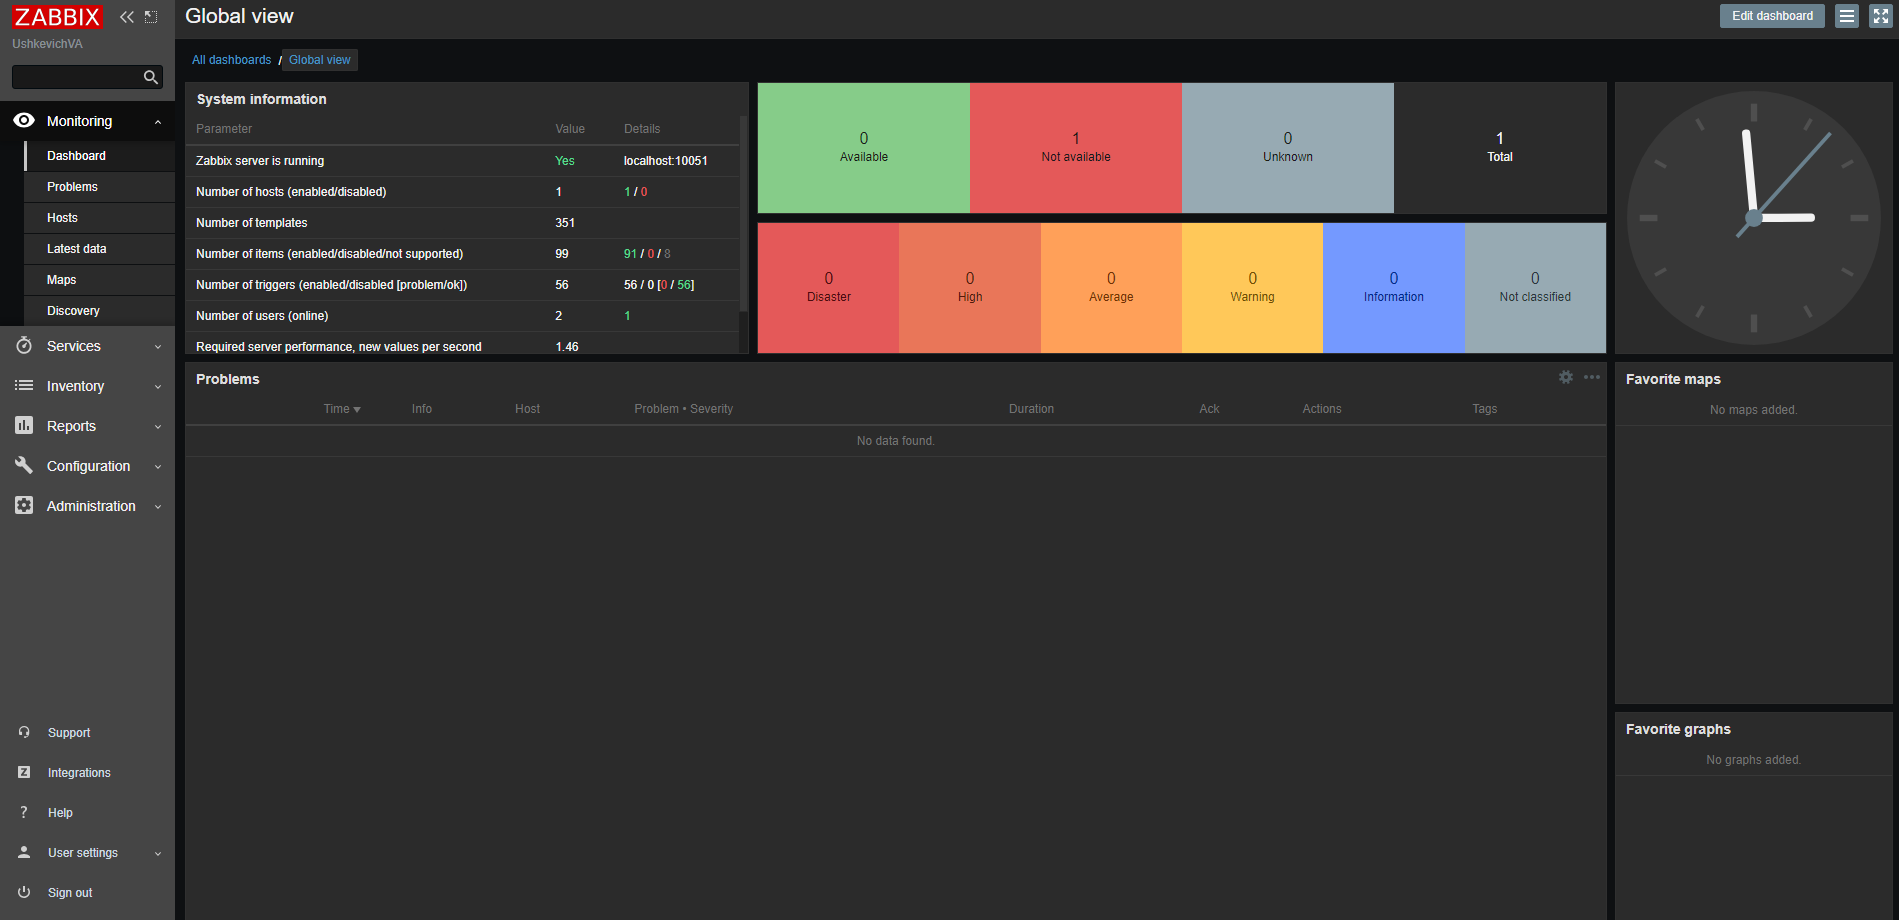 ZABBIX
UshkevichVA
Monitoring
Dashboard
Problems
Hosts
Latest data
Maps
Discovery
Services
Inventory
Reports
Configuration
Administration
Support
Integrations
Help
User settings
Sign out
Global view
Edit dashboard
All dashboards / Global view
System information
Parameter Value Details
Zabbix server is running Yes localhost:10051
Number of hosts (enabled/disabled) 1 1 / 0
Number of templates 351
Number of items (enabled/disabled/not supported) 99 91 / 0 / 8
Number of triggers (enabled/disabled [problem/ok]) 56 56 / 0 [0 / 56]
Number of users (online) 2 1
Required server performance, new values per second 1.46
0
Available
1
Not available
0
Unknown
1
Total
0
Disaster
0
High
0
Average
0
Warning
0
Information
0
Not classified
Problems
Time Info Host Problem • Severity Duration Ack Actions Tags
No data found.
Favorite maps
No maps added.
Favorite graphs
No graphs added.